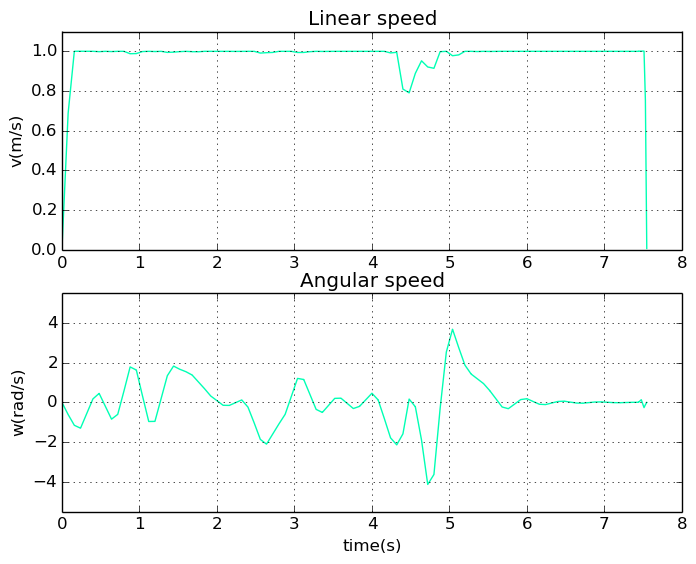 Linear speed
1.0
0.8
0.6
0.4
0.2
0.0
v(m/s)
0 1 2 3 4 5 6 7 8
Angular speed
4
2
0
−2
−4
w(rad/s)
0 1 2 3 4 5 6 7 8
time(s)